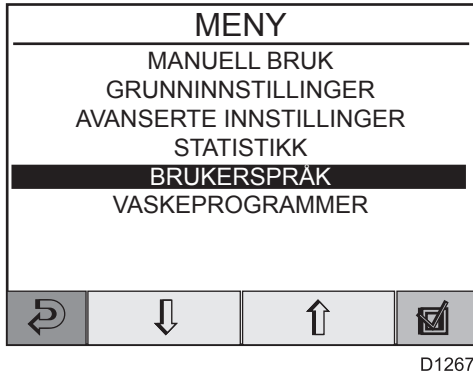 MENY
MANUELL BRUK
GRUNNINNSTILLINGER
AVANSERTE INNSTILLINGER
STATISTIKK
BRUKERSPRÅK
VASKEPROGRAMMER
D1267